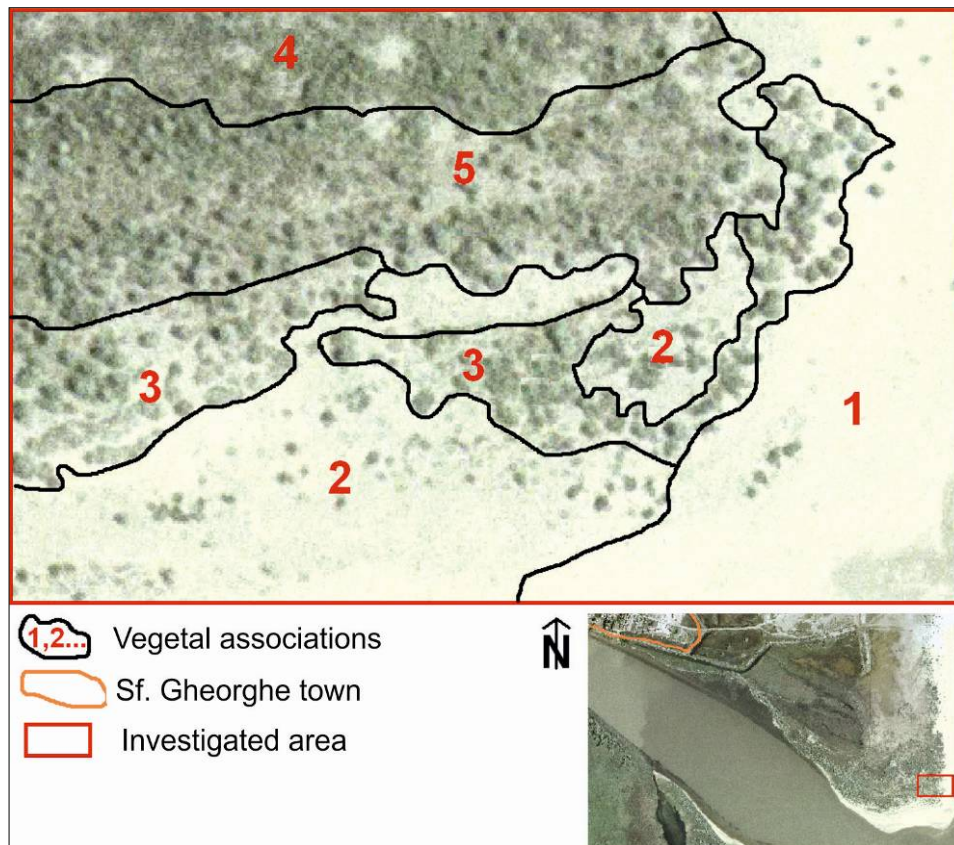 4
5
2
3
3
1
2
1,2... Vegetal associations
N
Sf. Gheorghe town
Investigated area